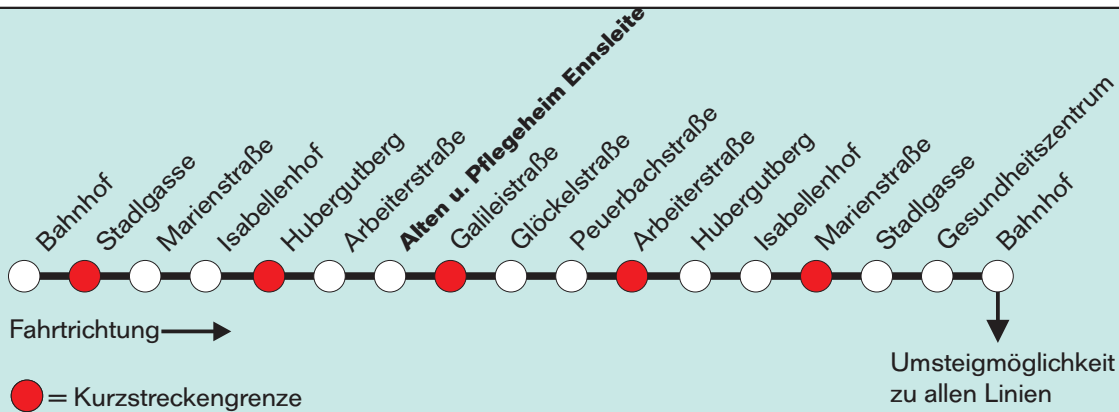 Bahnhof
Stadlgasse
Marienstraße
Isabellenhof
Hubergutberg
Arbeiterstraße
Alten u. Pflegeheim Ennsleite
Galileistraße
Glöckelstraße
Peuerbachstraße
Arbeiterstraße
Hubergutberg
Isabellenhof
Marienstraße
Stadlgasse
Gesundheitszentrum
Bahnhof
Fahrtrichtung
Umsteigmöglichkeit
zu allen Linien
= Kurzstreckengrenze